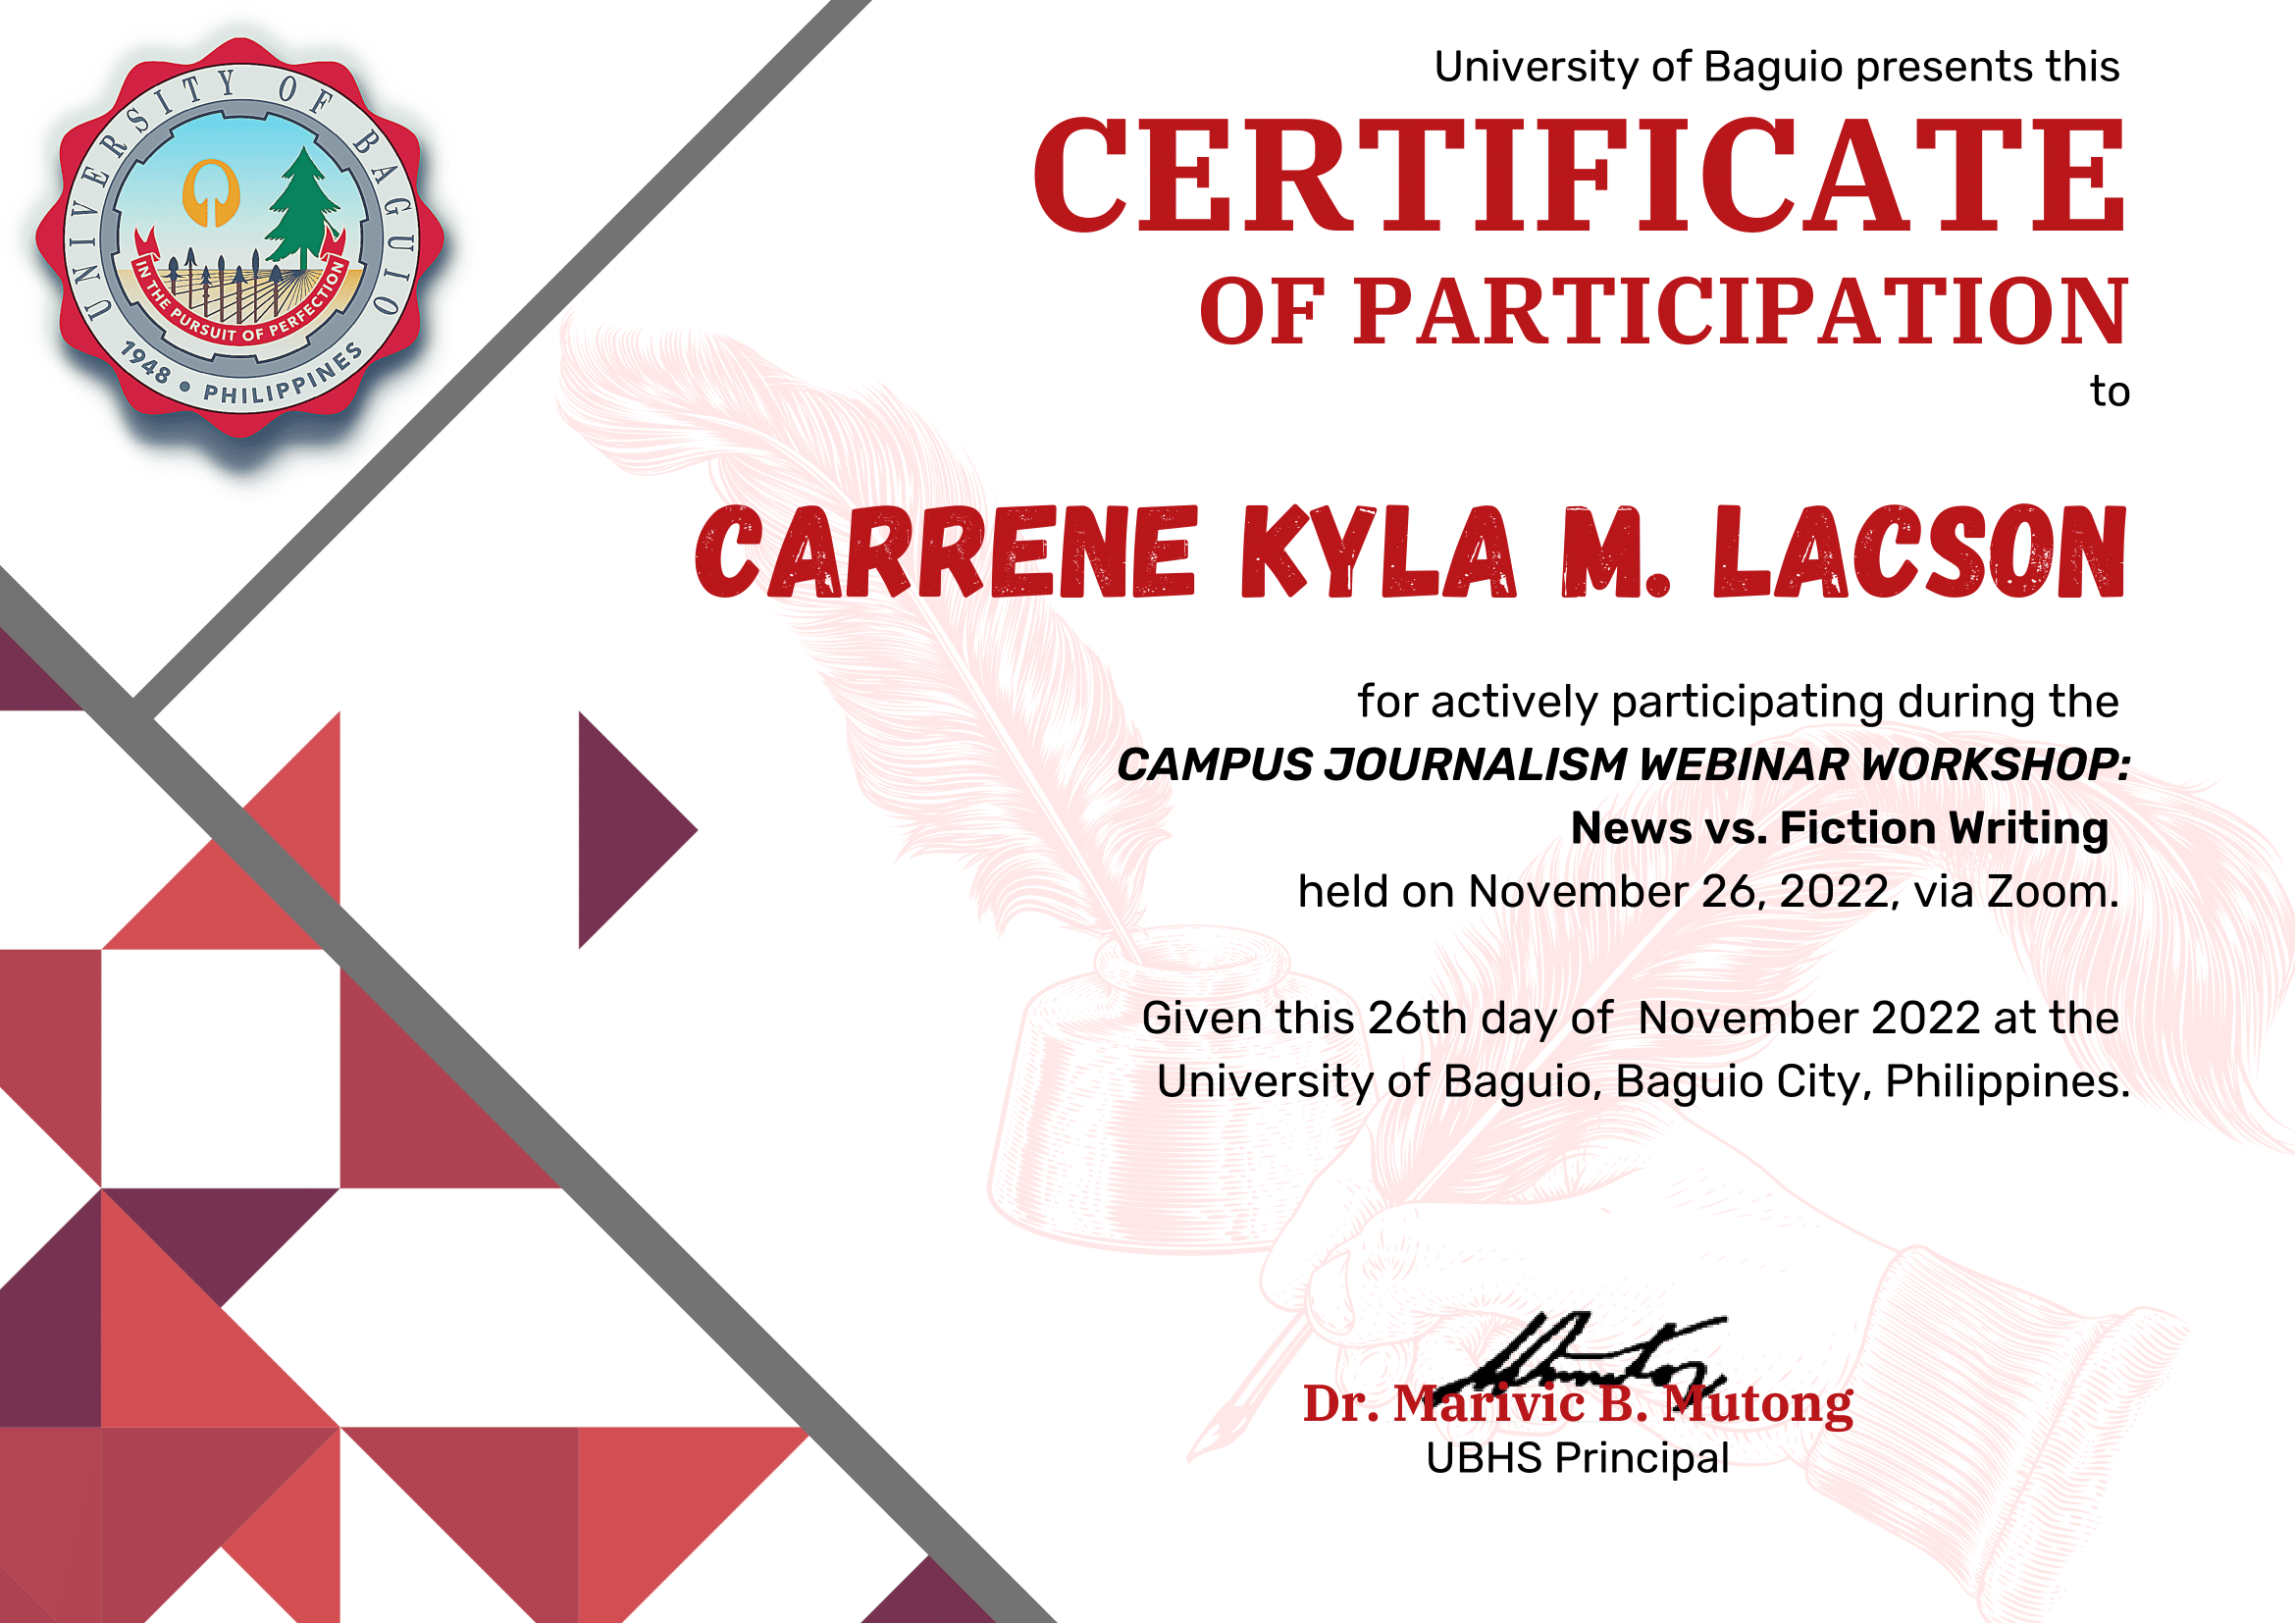 UNIVERSITY OF BAGUIO
IN THE PURSUIT OF PERFECTION
1948 • PHILIPPINES
University of Baguio presents this
CERTIFICATE
OF PARTICIPATION
to
CARRENE KYLA M. LACSON
for actively participating during the
CAMPUS JOURNALISM WEBINAR WORKSHOP:
News vs. Fiction Writing
held on November 26, 2022, via Zoom.
Given this 26th day of November 2022 at the
University of Baguio, Baguio City, Philippines.
Dr. Marivic B. Mutong
UBHS Principal